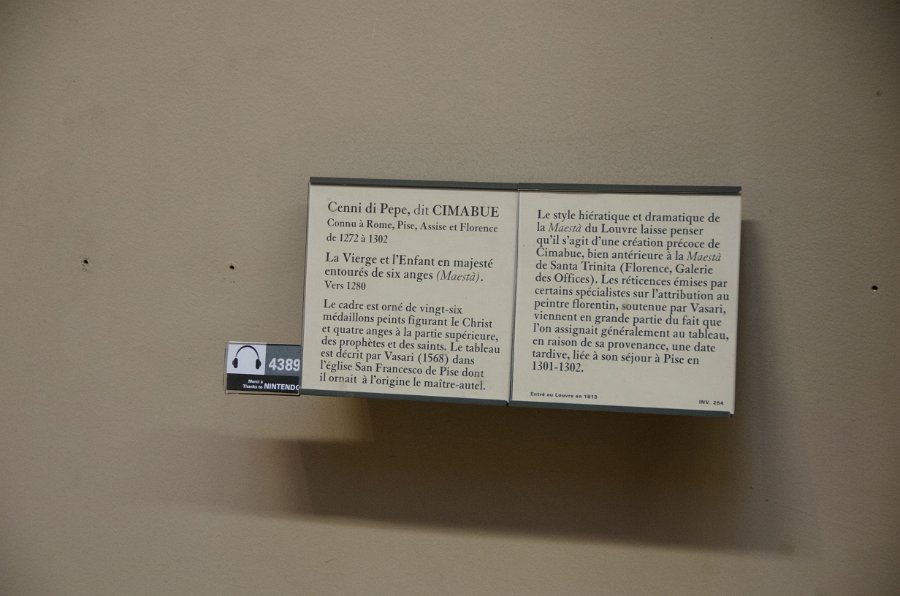 Cenni di Pepe, dit CIMABUE
Connu à Rome, Pise, Assise et Florence
de 1272 à 1302
La Vierge et l'Enfant en majesté
entourés de six anges (Maestà).
Vers 1280
Le cadre est orné de vingt-six
médaillons peints figurant le Christ
et quatre anges à la partie supérieure,
des prophètes et des saints. Le tableau
est décrit par Vasari (1568) dans
l'église San Francesco de Pise dont
il ornait à l'origine le maître-autel.
Le style hiératique et dramatique de
la Maestà du Louvre laisse penser
qu'il s'agit d'une création précoce de
Cimabue, bien antérieure à la Maestà
de Santa Trinita (Florence, Galerie
des Offices). Les réticences émises par
certains spécialistes sur l'attribution au
peintre florentin, soutenue par Vasari,
viennent en grande partie du fait que
l'on assignait généralement au tableau,
en raison de sa provenance, une date
tardive, liée à son séjour à Pise en
1301-1302.
Entré au Louvre en 1813
INV. 254
4389
Merci à
Thanks to NINTENDO